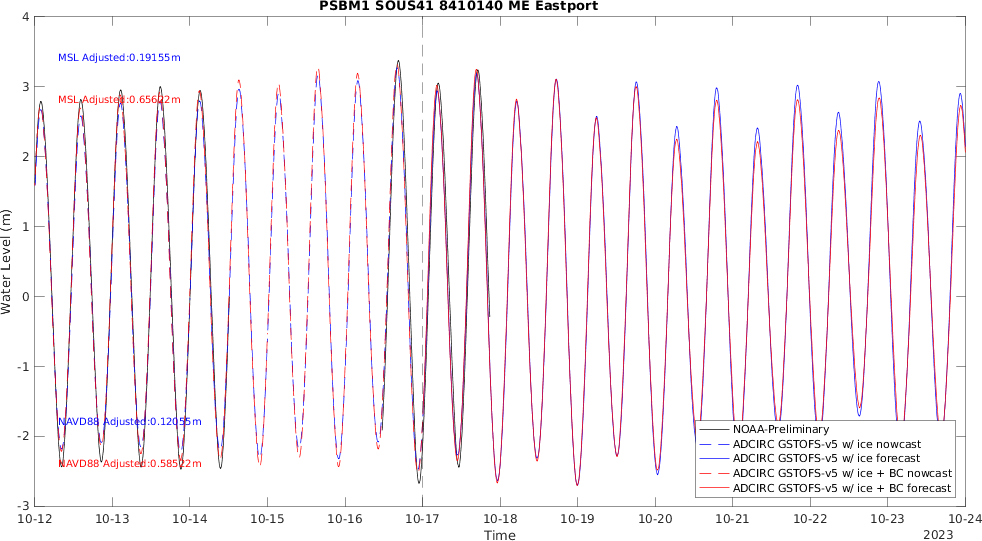 PSBM1 SOUS41 8410140 ME Eastport
MSL Adjusted:0.19155m
MSL Adjusted:0.65622m
NAVD88 Adjusted:0.12055m
NAVD88 Adjusted:0.58522m
Water Level (m)
4
3
2
1
0
-1
-2
-3
NOAA-Preliminary
ADCIRC GSTOFS-v5 w/ ice nowcast
ADCIRC GSTOFS-v5 w/ ice forecast
ADCIRC GSTOFS-v5 w/ ice + BC nowcast
ADCIRC GSTOFS-v5 w/ ice + BC forecast
10-12 10-13 10-14 10-15 10-16 10-17 10-18 10-19 10-20 10-21 10-22 10-23 10-24
Time
2023